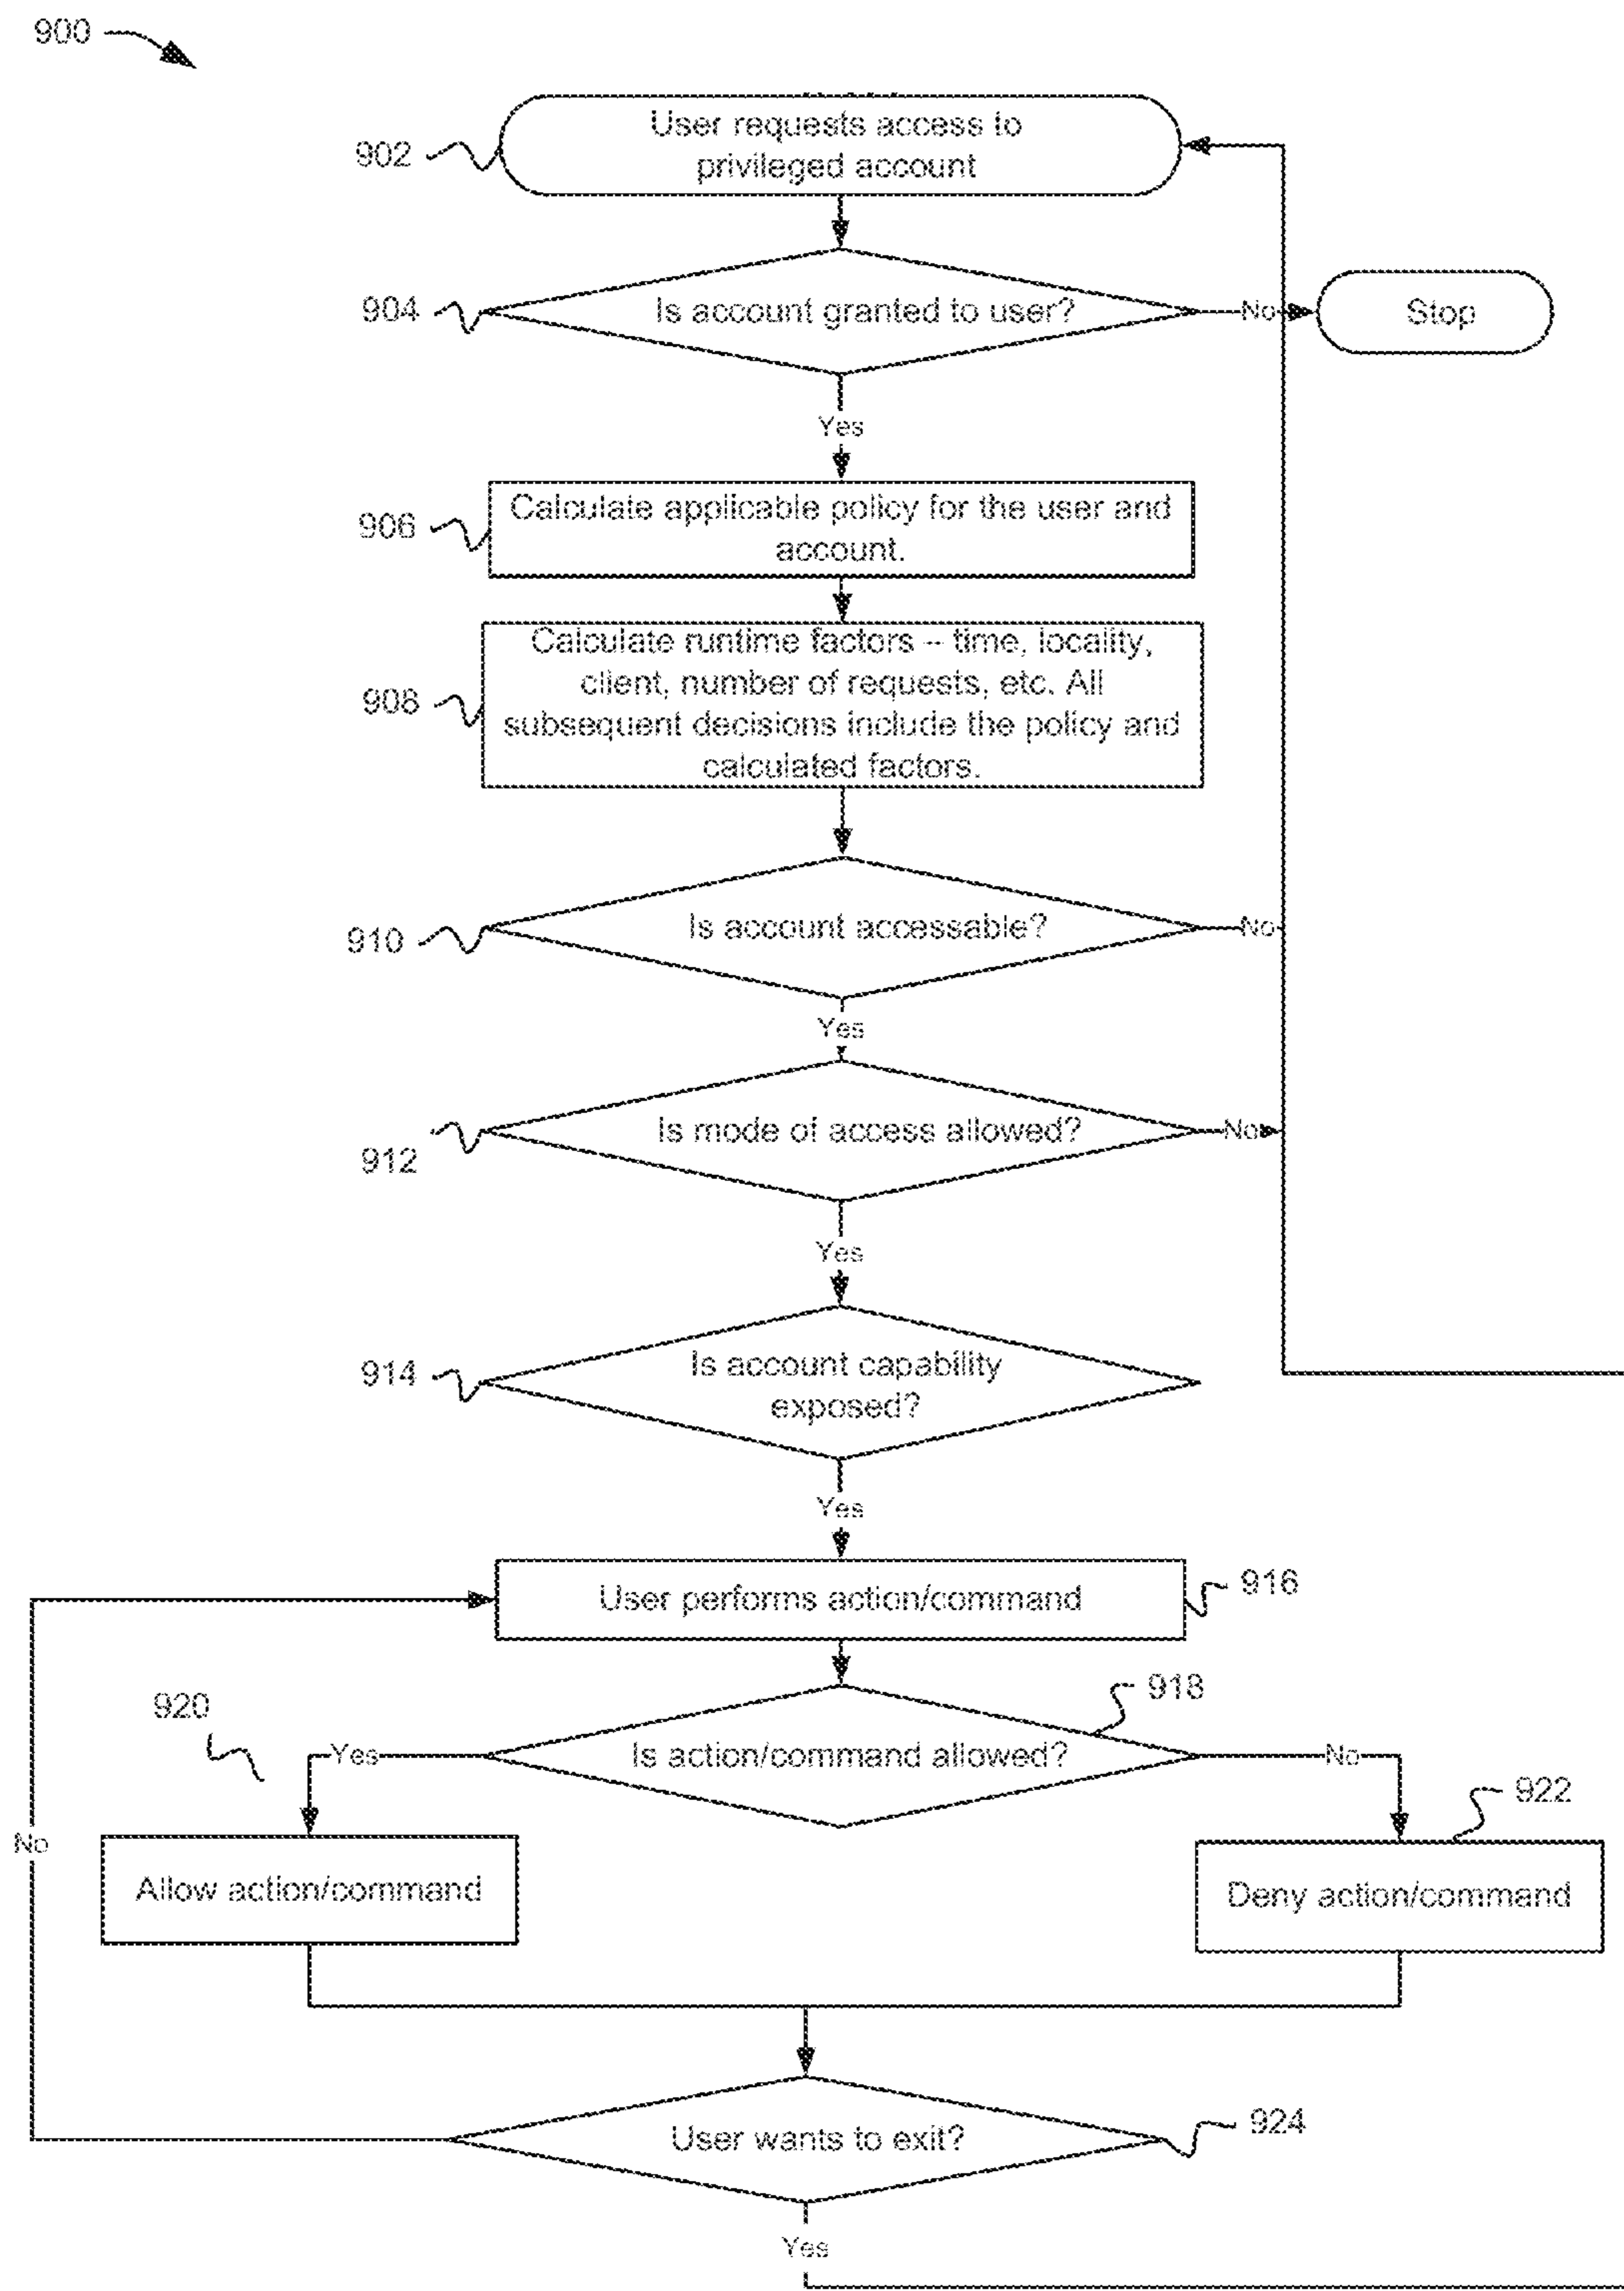 900
902
User requests access to
privileged account
904
Is account granted to user?
No
Stop
Yes
906
Calculate applicable policy for the user and
account.
908
Calculate runtime factors -- time, locality,
client, number of requests, etc. All
subsequent decisions include the policy and
calculated factors.
910
Is account accessable?
No
Yes
912
Is mode of access allowed?
No
Yes
914
Is account capability
exposed?
Yes
User performs action/command
916
918
920
Yes
Is action/command allowed?
No
922
No
Allow action/command
Deny action/command
User wants to exit?
924
Yes